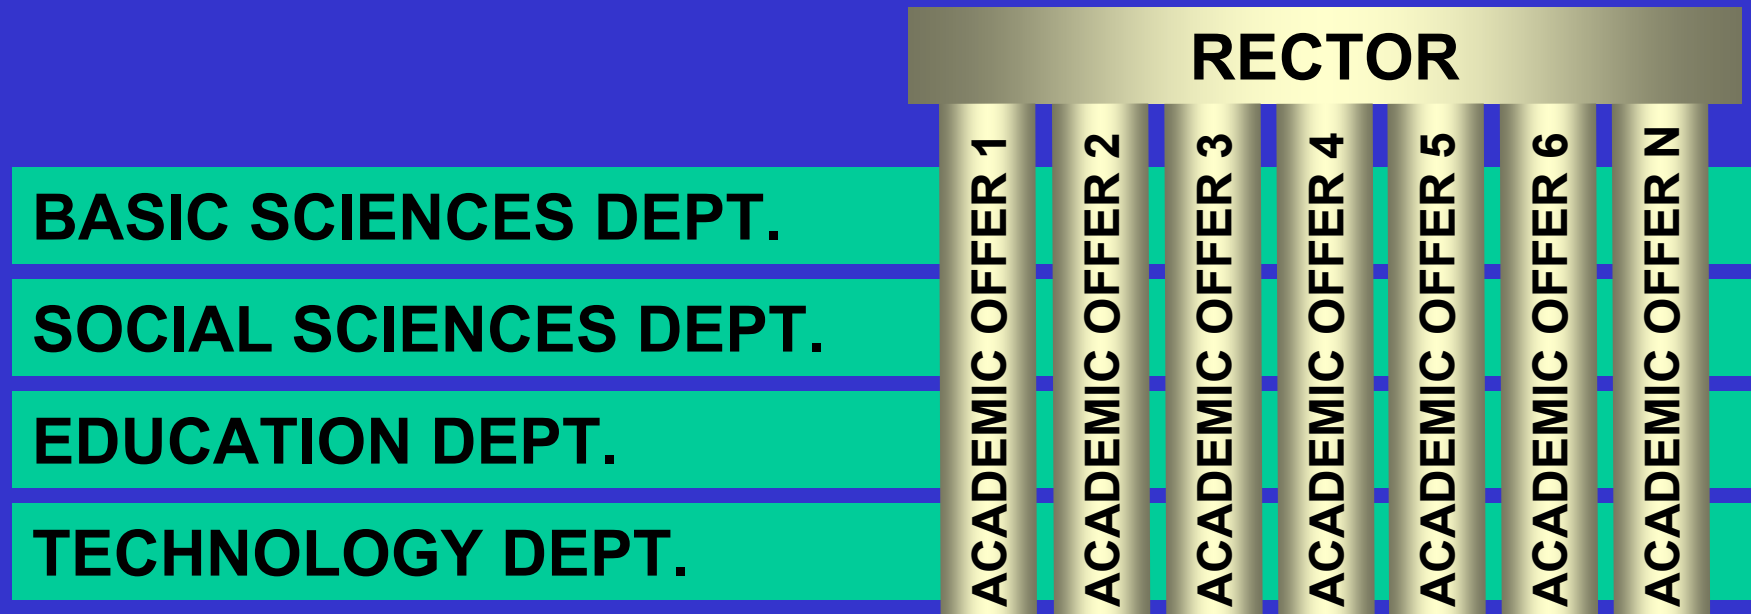 RECTOR
BASIC SCIENCES DEPT.
SOCIAL SCIENCES DEPT.
EDUCATION DEPT.
TECHNOLOGY DEPT.
ACADEMIC OFFER 1
ACADEMIC OFFER 2
ACADEMIC OFFER 3
ACADEMIC OFFER 4
ACADEMIC OFFER 5
ACADEMIC OFFER 6
ACADEMIC OFFER N